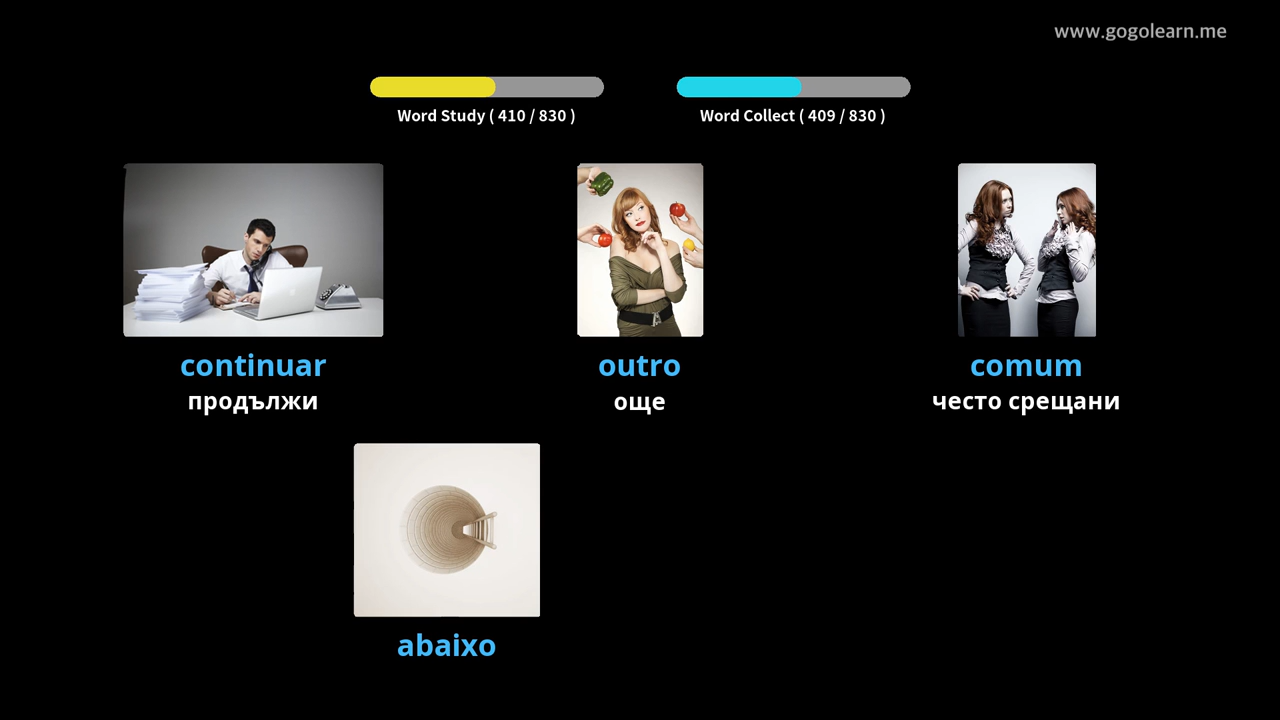 www.gogolearn.me
Word Study ( 410 / 830 )
Word Collect ( 409 / 830 )
continuar
продължи
outro
още
comum
често срещани
abaixo